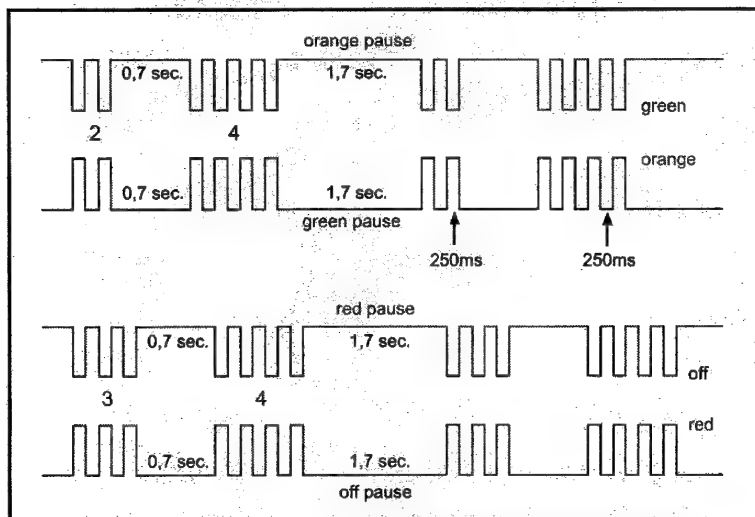 orange pause
0,7 sec. 1,7 sec.
green
2 4
orange
0,7 sec. 1,7 sec.
green pause
250ms 250ms
red pause
0,7 sec. 1,7 sec.
off
3 4
red
0,7 sec. 1,7 sec.
off pause